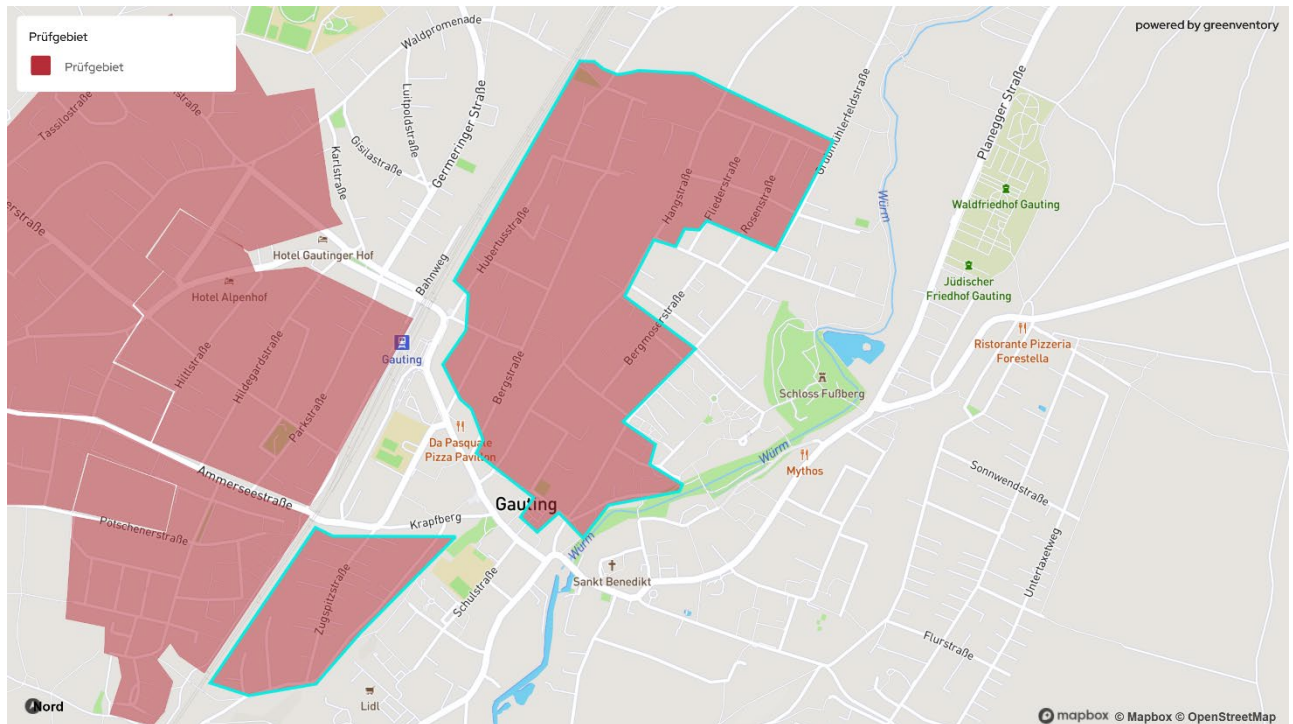 Prüfgebiet
Prüfgebiet
powered by greenventory
Waldpromenade
Tassilostraße
Luitpoldstraße
Germeringer Straße
Gisilastraße
Karlstraße
Grubmühlerfeldstraße
Planegger Straße
Würm
Waldfriedhof Gauting
Hangstraße
Fliederstraße
Rosenstraße
Hubertusstraße
Hotel Gautinger Hof
Bahnweg
Hotel Alpenhof
Jüdischer
Friedhof Gauting
Gauting
Bergmoserstraße
Ristorante Pizzeria
Forestella
Hiltlstraße
Hildegardstraße
Parkstraße
Bergstraße
Schloss Fußberg
Da Pasquale
Pizza Pavillon
Würm
Mythos
Ammerseestraße
Sonnwendstraße
Gauting
Krapfberg
Pötschenerstraße
Würm
Sankt Benedikt
Schulstraße
Untertaxetweg
Zugspitzstraße
Flurstraße
Lidl
Nord
mapbox © Mapbox © OpenStreetMap